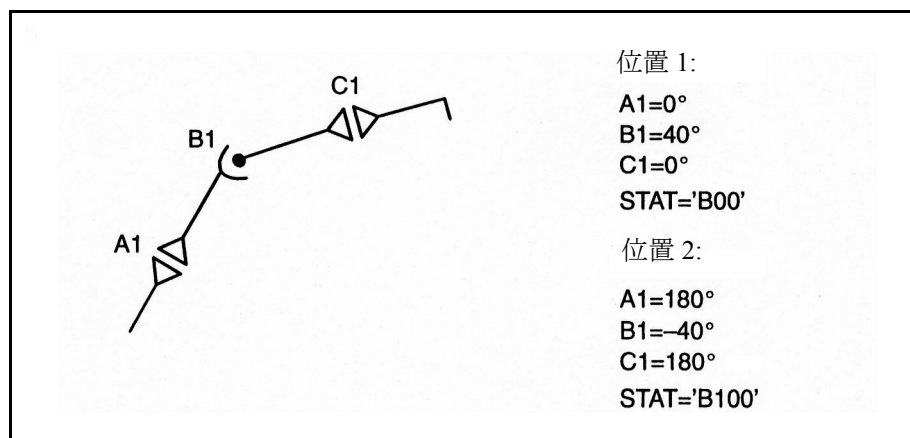 C1
B1
A1
位置 1:
A1=0°
B1=40°
C1=0°
STAT='B00'
位置 2:
A1=180°
B1=–40°
C1=180°
STAT='B100'